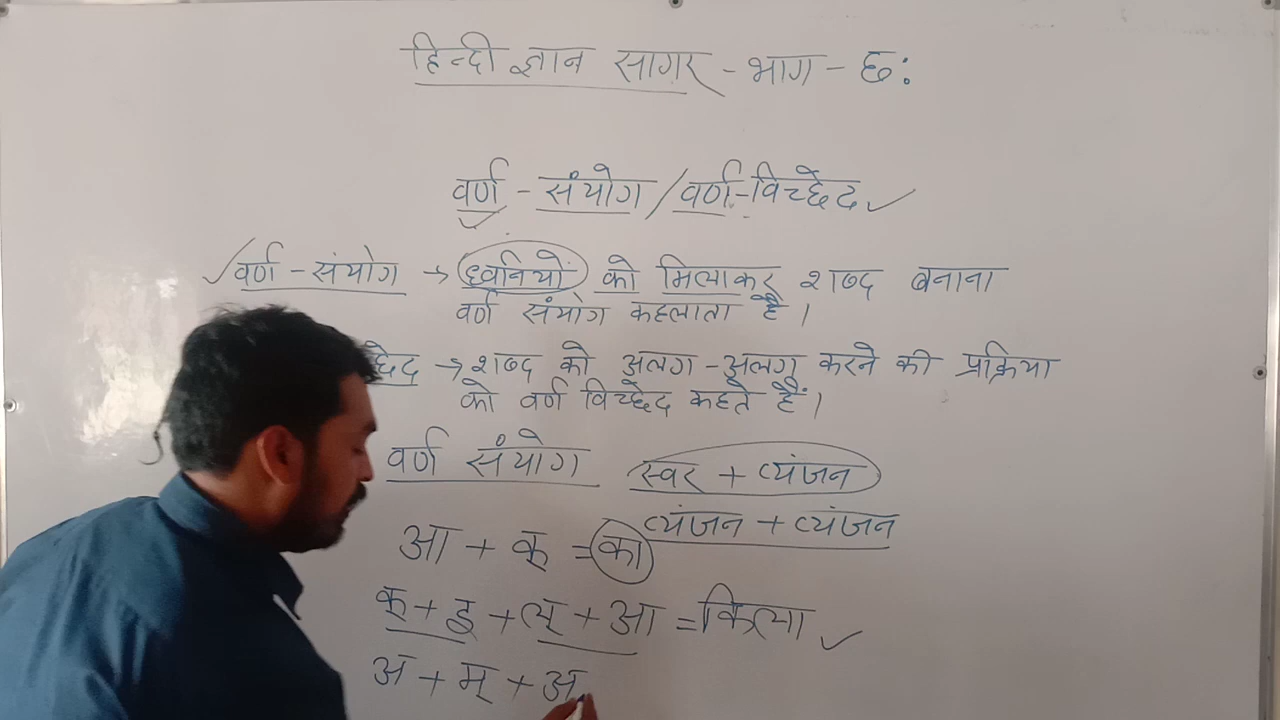 हिन्दी ज्ञान सागर - भाग - छः
वर्ण - संयोग / वर्ण-विच्छेद ✓
✓ वर्ण - संयोग → ध्वनियों को मिलाकर शब्द बनाना
वर्ण संयोग कहलाता है ।
च्छेद → शब्द को अलग - अलग करने की प्रक्रिया
को वर्ण विच्छेद कहते हैं ।
वर्ण संयोग स्वर + व्यंजन
व्यंजन + व्यंजन
आ + क् = का
क् + इ + ल् + आ = किला ✓
अ + म् + अ